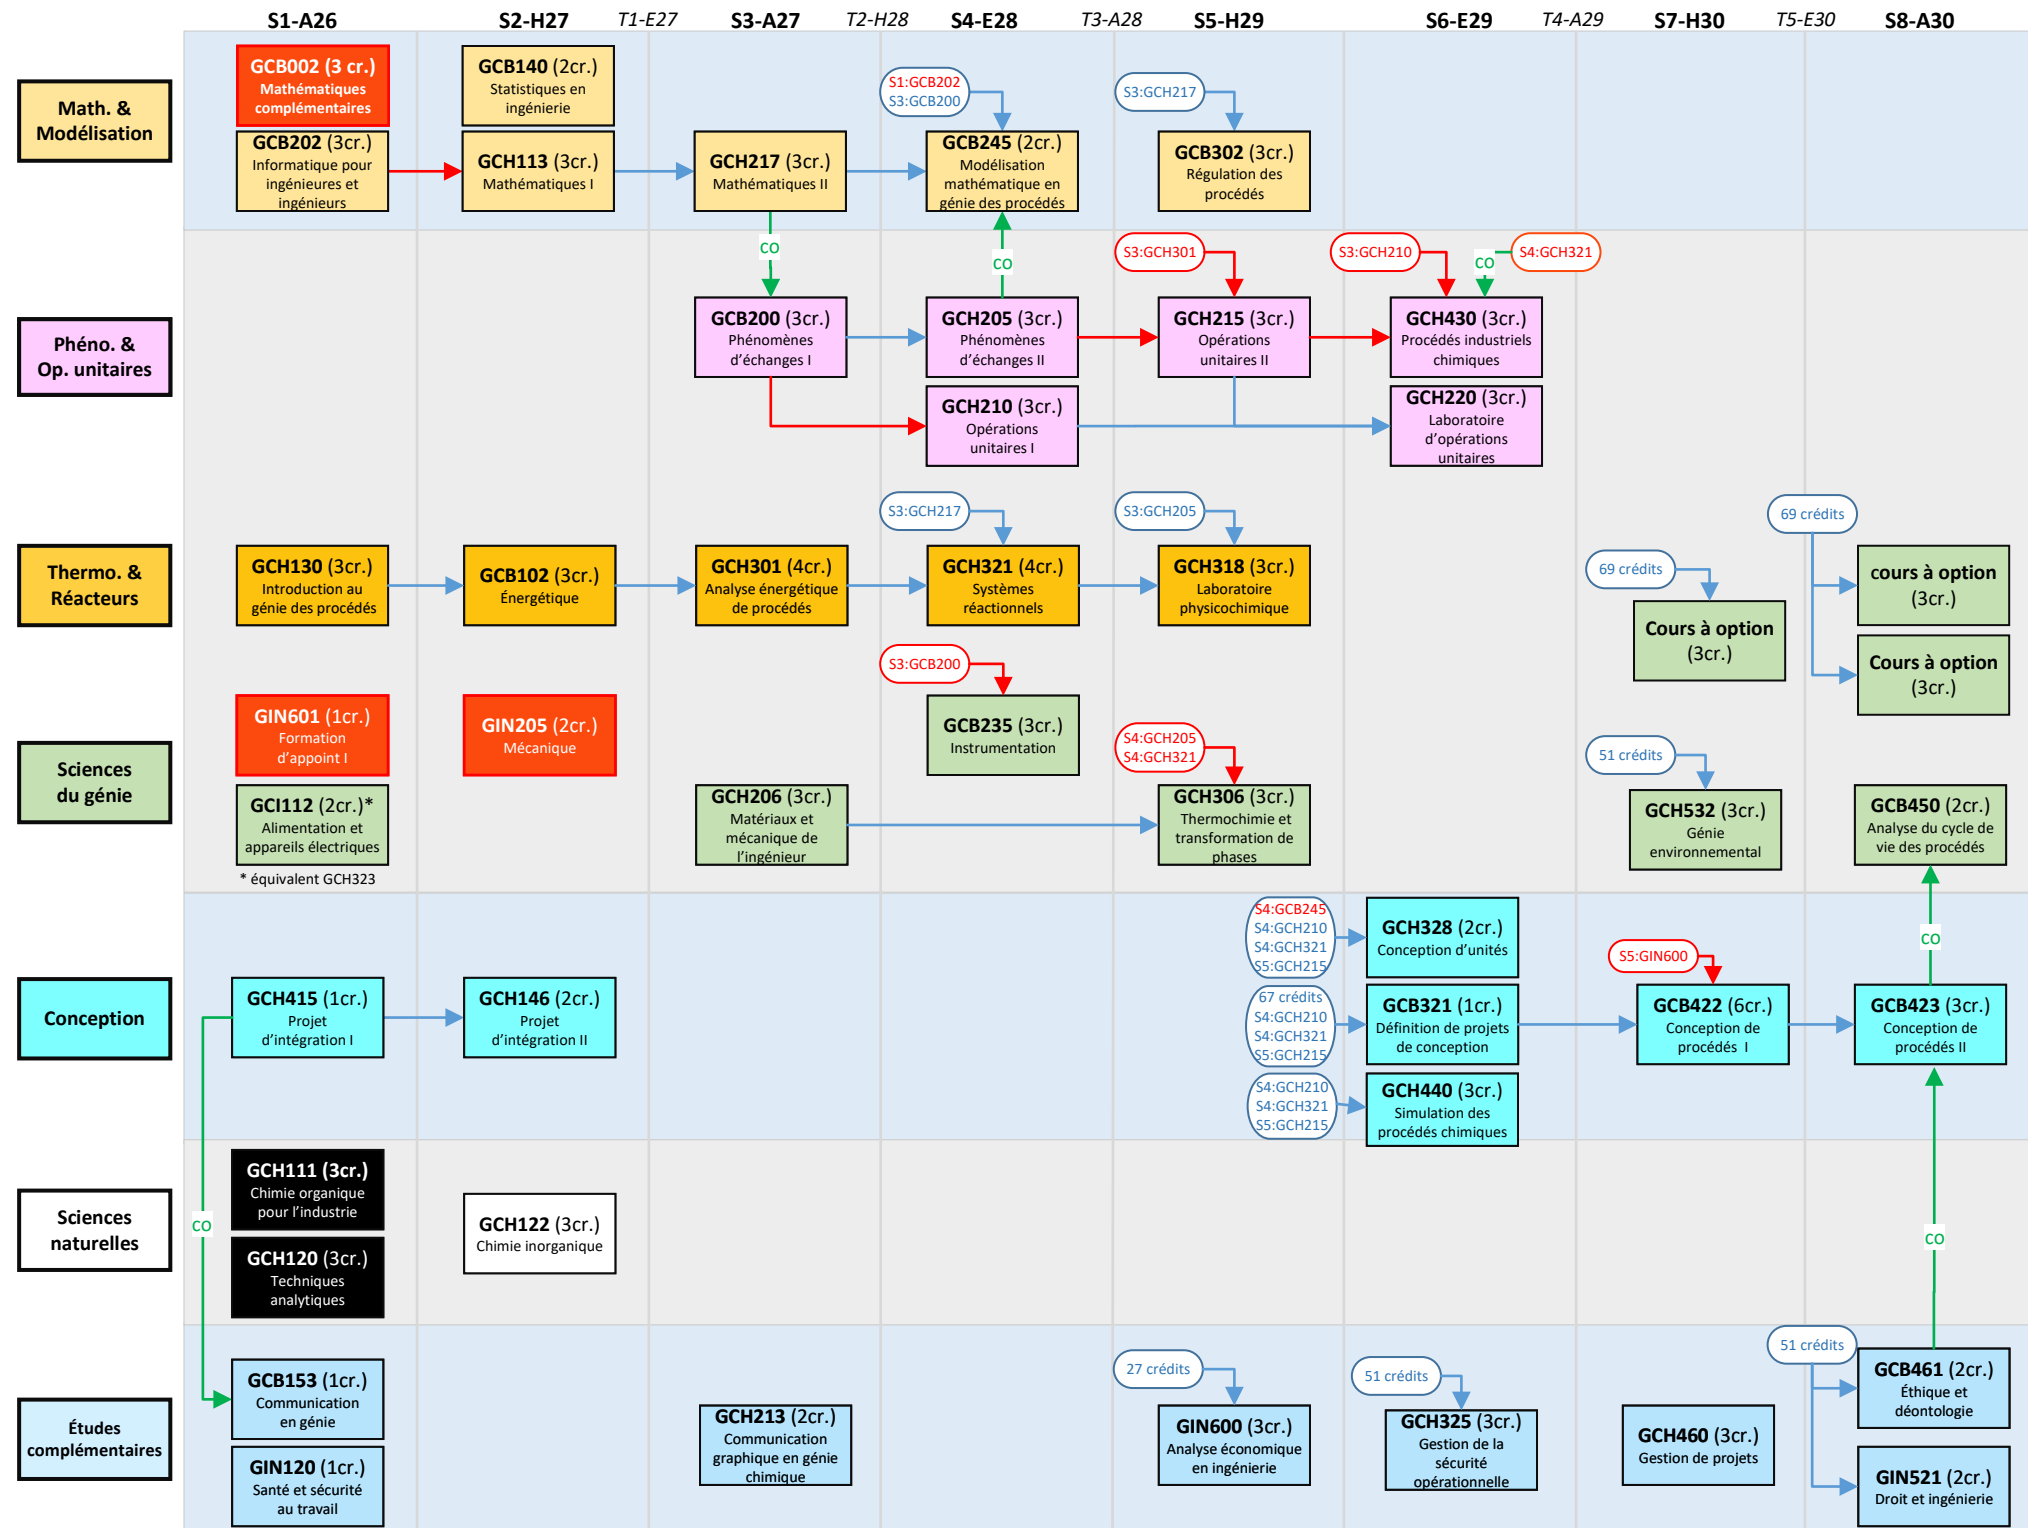 S1-A26
S2-H27
T1-E27
S3-A27
T2-H28
S4-E28
T3-A28
S5-H29
S6-E29
T4-A29
S7-H30
T5-E30
S8-A30
Math. &
Modélisation
GCB002 (3 cr.)
Mathématiques
complémentaires
GCB140 (2cr.)
Statistiques en
ingénierie
S1:GCB202
S3:GCB200
S3:GCH217
GCB202 (3cr.)
Informatique pour
ingénieures et
ingénieurs
GCH113 (3cr.)
Mathématiques I
GCH217 (3cr.)
Mathématiques II
GCB245 (2cr.)
Modélisation
mathématique en
génie des procédés
GCB302 (3cr.)
Régulation des
procédés
CO
CO
S3:GCH301
S3:GCH210
CO
S4:GCH321
Phéno. &
Op. unitaires
GCB200 (3cr.)
Phénomènes
d'échanges I
GCH205 (3cr.)
Phénomènes
d'échanges II
GCH215 (3cr.)
Opérations
unitaires II
GCH430 (3cr.)
Procédés industriels
chimiques
GCH210 (3cr.)
Opérations
unitaires I
GCH220 (3cr.)
Laboratoire
d'opérations
unitaires
S3:GCH217
S3:GCH205
69 crédits
Thermo. &
Réacteurs
GCH130 (3cr.)
Introduction au
génie des procédés
GCB102 (3cr.)
Énergétique
GCH301 (4cr.)
Analyse énergétique
de procédés
GCH321 (4cr.)
Systèmes
réactionnels
GCH318 (3cr.)
Laboratoire
physicochimique
69 crédits
cours à option
(3cr.)
Cours à option
(3cr.)
Cours à option
(3cr.)
S3:GCB200
Sciences
du génie
GIN601 (1cr.)
Formation
d'appoint I
GIN205 (2cr.)
Mécanique
GCB235 (3cr.)
Instrumentation
S4:GCH205
S4:GCH321
51 crédits
GCI112 (2cr.)*
Alimentation et
appareils électriques
* équivalent GCH323
GCH206 (3cr.)
Matériaux et
mécanique de
l'ingénieur
GCH306 (3cr.)
Thermochimie et
transformation de
phases
GCH532 (3cr.)
Génie
environnemental
GCB450 (2cr.)
Analyse du cycle de
vie des procédés
Conception
S4:GCB245
S4:GCH210
S4:GCH321
S5:GCH215
GCH328 (2cr.)
Conception d'unités
S5:GIN600
CO
GCH415 (1cr.)
Projet
d'intégration I
GCH146 (2cr.)
Projet
d'intégration II
67 crédits
S4:GCH210
S4:GCH321
S5:GCH215
GCB321 (1cr.)
Définition de projets
de conception
GCB422 (6cr.)
Conception de
procédés I
GCB423 (3cr.)
Conception de
procédés II
S4:GCH210
S4:GCH321
S5:GCH215
GCH440 (3cr.)
Simulation des
procédés chimiques
Sciences
naturelles
CO
GCH111 (3cr.)
Chimie organique
pour l'industrie
GCH120 (3cr.)
Techniques
analytiques
GCH122 (3cr.)
Chimie inorganique
CO
Études
complémentaires
GCB153 (1cr.)
Communication
en génie
GIN120 (1cr.)
Santé et sécurité
au travail
GCH213 (2cr.)
Communication
graphique en génie
chimique
27 crédits
GIN600 (3cr.)
Analyse économique
en ingénierie
51 crédits
GCH325 (3cr.)
Gestion de la
sécurité
opérationnelle
GCH460 (3cr.)
Gestion de projets
51 crédits
GCB461 (2cr.)
Éthique et
déontologie
GIN521 (2cr.)
Droit et ingénierie